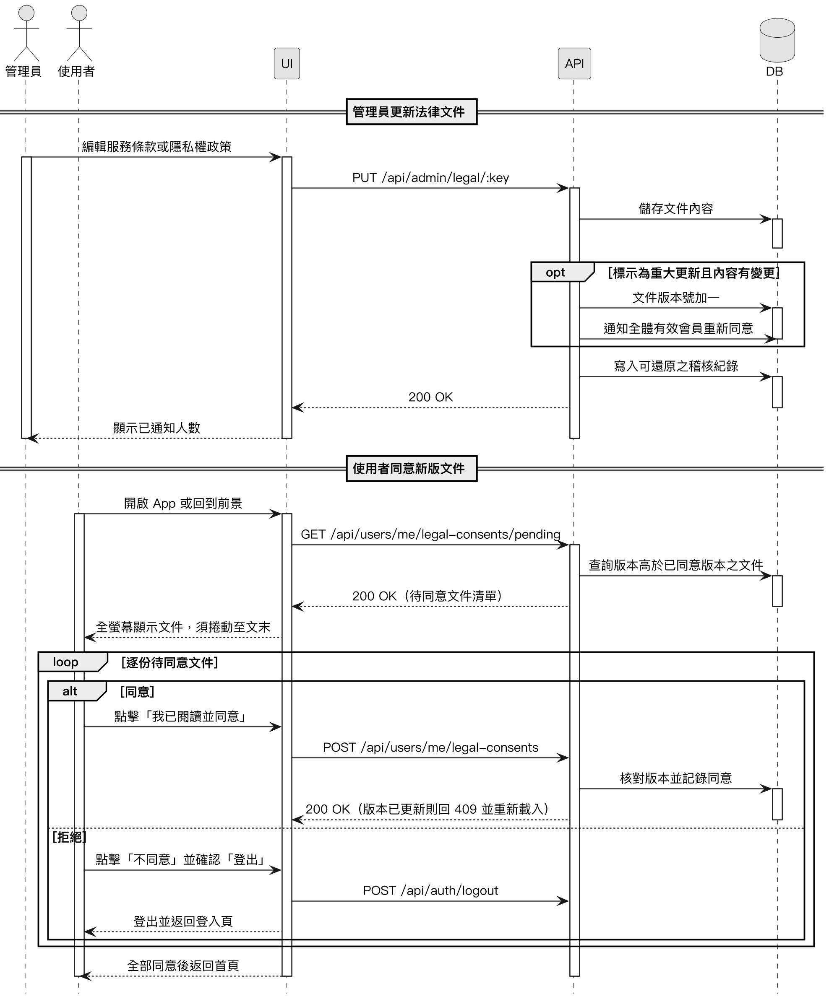 管理員
使用者
UI
API
DB
管理員更新法律文件
編輯服務條款或隱私權政策
PUT /api/admin/legal/:key
儲存文件內容
opt
[標示為重大更新且內容有變更]
文件版本號加一
通知全體有效會員重新同意
寫入可還原之稽核紀錄
200 OK
顯示已通知人數
使用者同意新版文件
開啟 App 或回到前景
GET /api/users/me/legal-consents/pending
查詢版本高於已同意版本之文件
200 OK（待同意文件清單）
全螢幕顯示文件，須捲動至文末
loop
[逐份待同意文件]
alt
[同意]
點擊「我已閱讀並同意」
POST /api/users/me/legal-consents
核對版本並記錄同意
200 OK（版本已更新則回 409 並重新載入）
[拒絕]
點擊「不同意」並確認「登出」
POST /api/auth/logout
登出並返回登入頁
全部同意後返回首頁